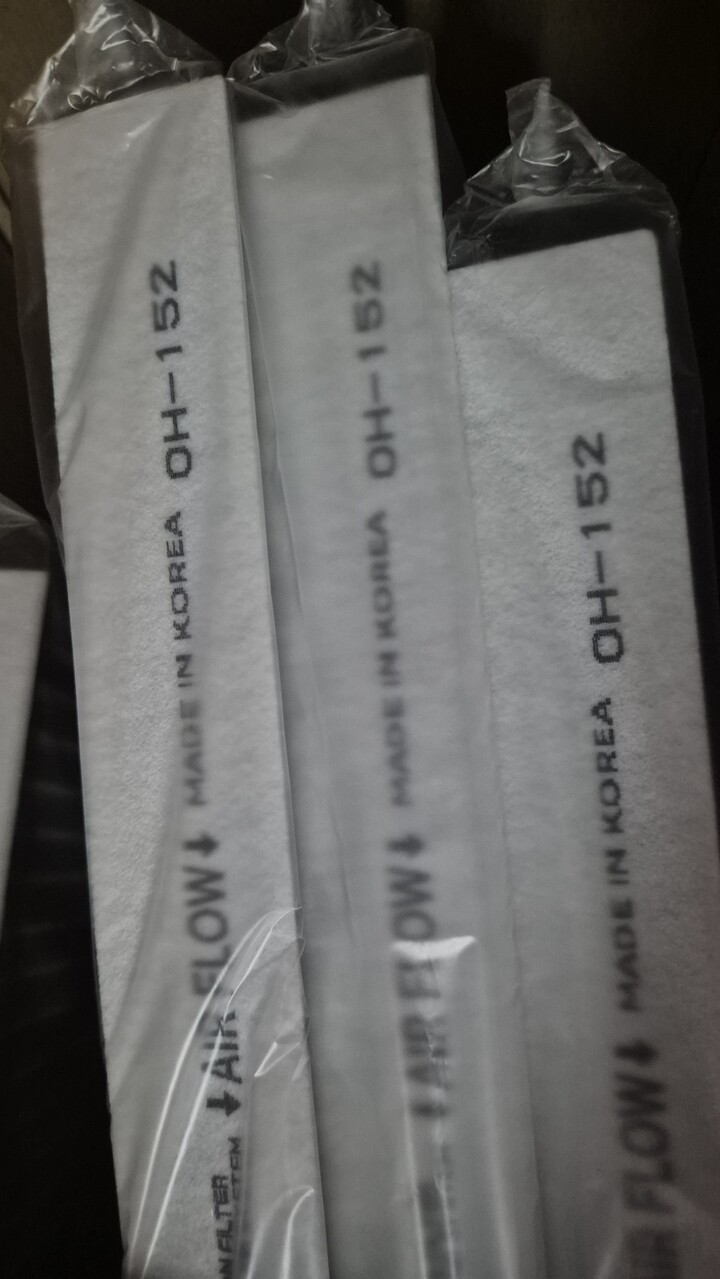 ↓AIR FLOW↓ MADE IN KOREA OH-152
↓AIR FLOW↓ MADE IN KOREA OH-152
AIR FLOW↓ MADE IN KOREA OH-152
FILTER